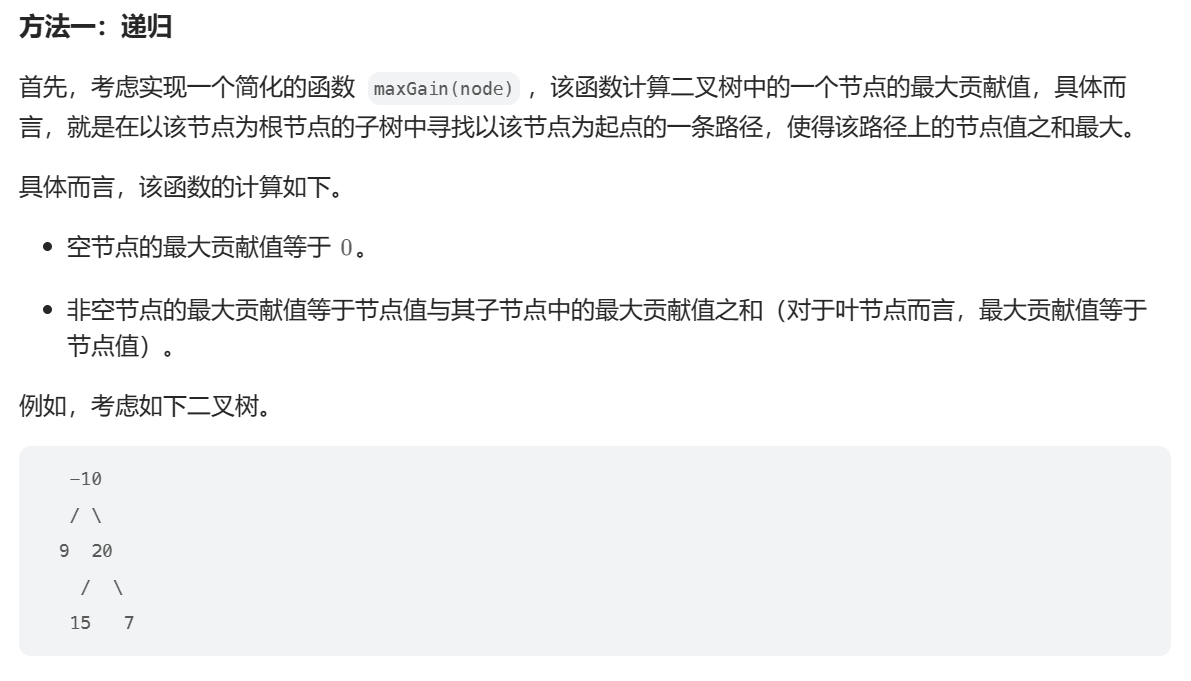 方法一：递归
首先，考虑实现一个简化的函数 maxGain(node) ，该函数计算二叉树中的一个节点的最大贡献值，具体而
言，就是在以该节点为根节点的子树中寻找以该节点为起点的一条路径，使得该路径上的节点值之和最大。
具体而言，该函数的计算如下。
• 空节点的最大贡献值等于 0。
• 非空节点的最大贡献值等于节点值与其子节点中的最大贡献值之和（对于叶节点而言，最大贡献值等于
节点值）。
例如，考虑如下二叉树。
   -10
   / \
  9  20
    /  \
   15   7